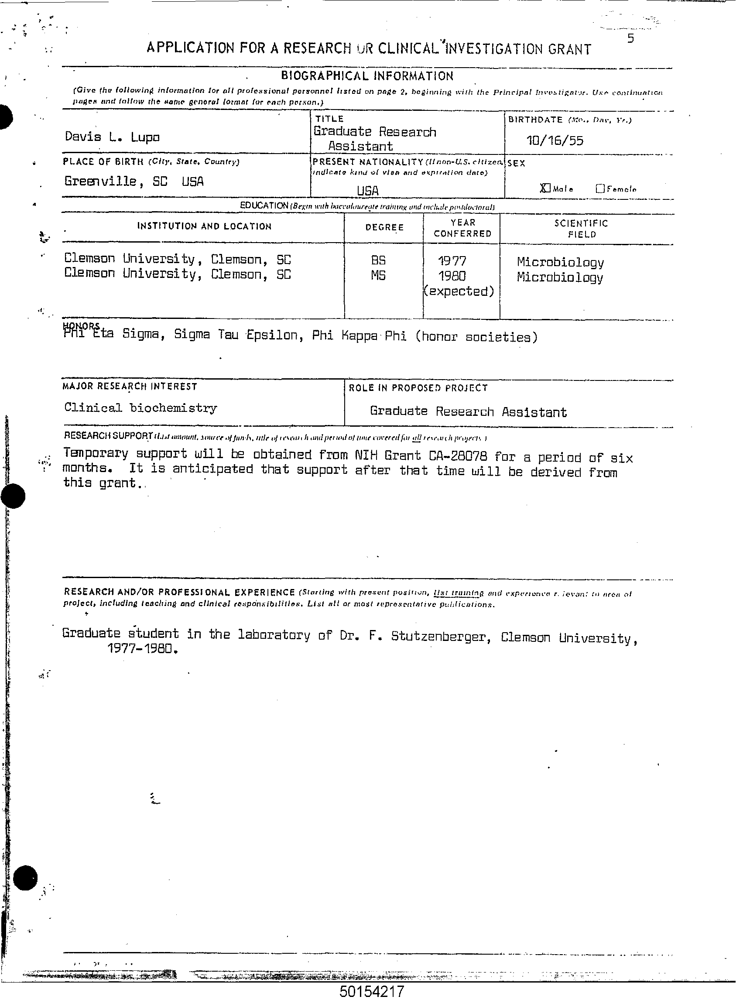 5
APPLICATION FOR A RESEARCH OR CLINICAL INVESTIGATION GRANT
BIOGRAPHICAL INFORMATION
(Give the following information for all professional personnel listed on page 2, beginning with the Principal Investigator. Use continuation
pages and follow the same general format for each person.)
TITLE
BIRTHDATE (Mo., Day, Yr.)
Davis L. Lupo
Graduate Research
Assistant
10/16/55
PLACE OF BIRTH (City, State, Country)
PRESENT NATIONALITY (If non-U.S. citizen,
indicate kind of visa and expiration date)
SEX
Greenville, SC USA
USA
X Male Female
EDUCATION (Begin with baccalaureate training and include postdoctoral)
INSTITUTION AND LOCATION
DEGREE
YEAR
CONFERRED
SCIENTIFIC
FIELD
Clemson University, Clemson, SC BS 1977 Microbiology
Clemson University, Clemson, SC MS 1980 Microbiology
(expected)
HONORS
Phi Eta Sigma, Sigma Tau Epsilon, Phi Kappa Phi (honor societies)
MAJOR RESEARCH INTEREST
ROLE IN PROPOSED PROJECT
Clinical biochemistry
Graduate Research Assistant
RESEARCH SUPPORT (List amount, source of funds, title of research and period of time covered for all research projects.)
Temporary support will be obtained from NIH Grant CA-28078 for a period of six
months. It is anticipated that support after that time will be derived from
this grant.
RESEARCH AND/OR PROFESSIONAL EXPERIENCE (Starting with present position, list training and experience relevant to area of
project, including teaching and clinical responsibilities. List all or most representative publications.
Graduate student in the laboratory of Dr. F. Stutzenberger, Clemson University,
1977-1980.
50154217